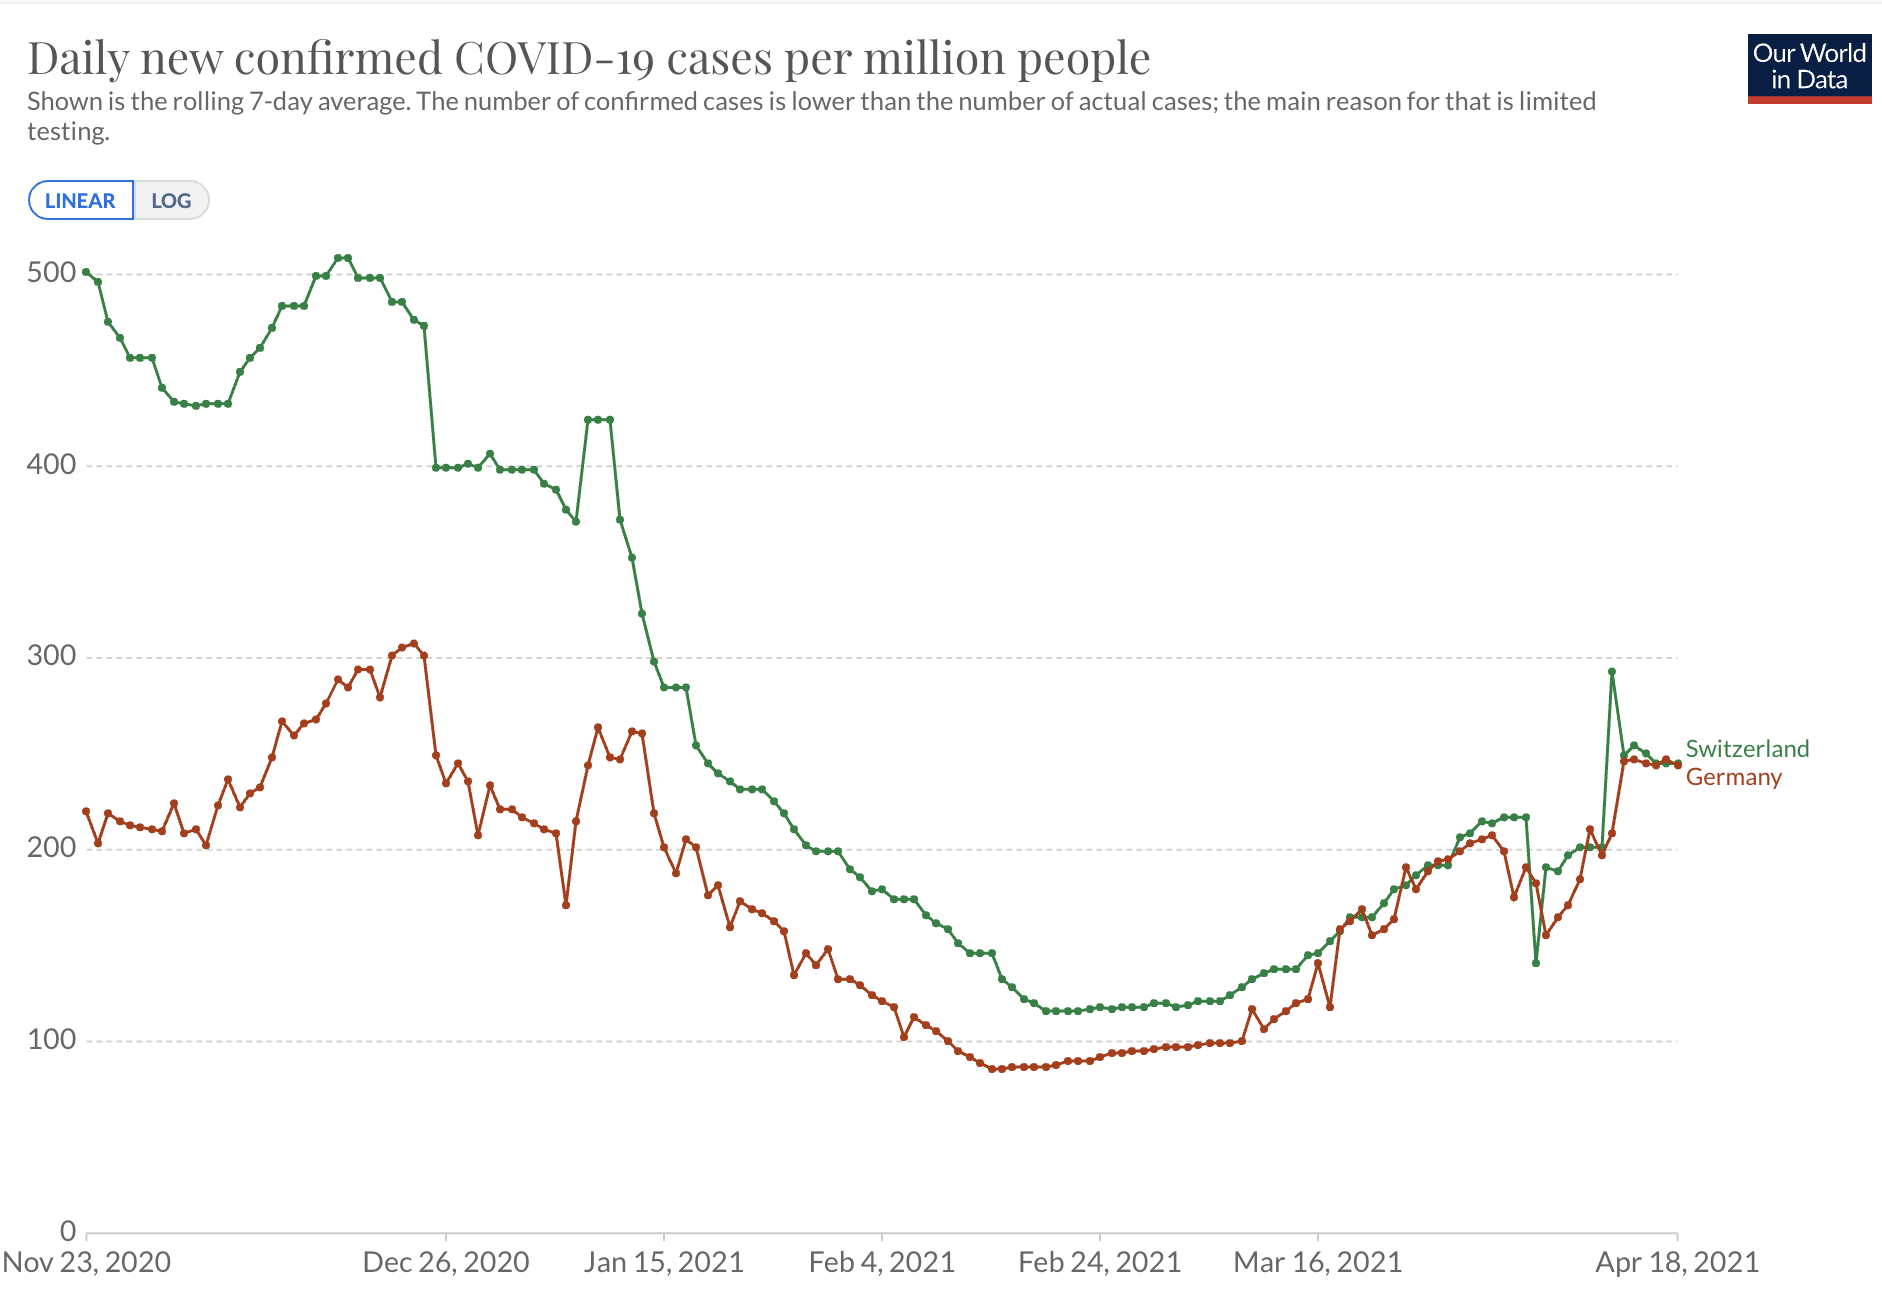 Daily new confirmed COVID-19 cases per million people
Shown is the rolling 7-day average. The number of confirmed cases is lower than the number of actual cases; the main reason for that is limited
testing.
Our World
in Data
LINEAR LOG
500
400
300
200
100
0
Switzerland
Germany
Nov 23, 2020 Dec 26, 2020 Jan 15, 2021 Feb 4, 2021 Feb 24, 2021 Mar 16, 2021 Apr 18, 2021